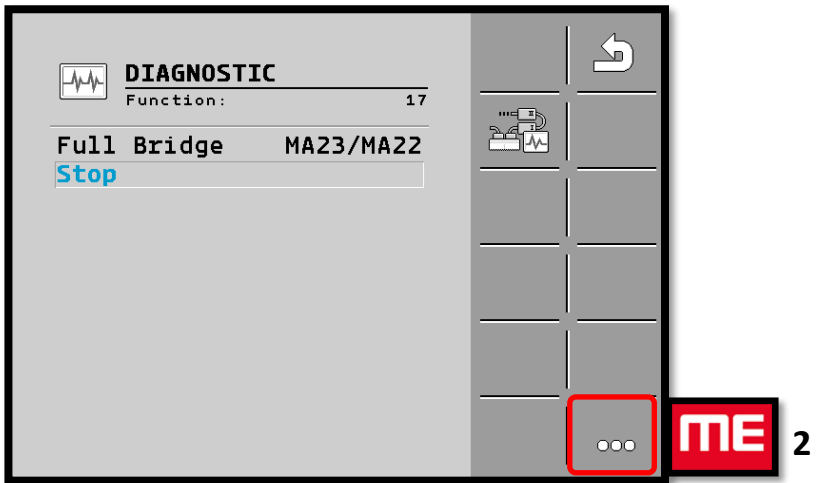 DIAGNOSTIC
Function: 17
Full Bridge MA23/MA22
Stop
ME 2